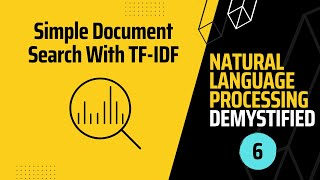 Simple Document
Search With TF-IDF
NATURAL
LANGUAGE
PROCESSING
DEMYSTIFIED
6